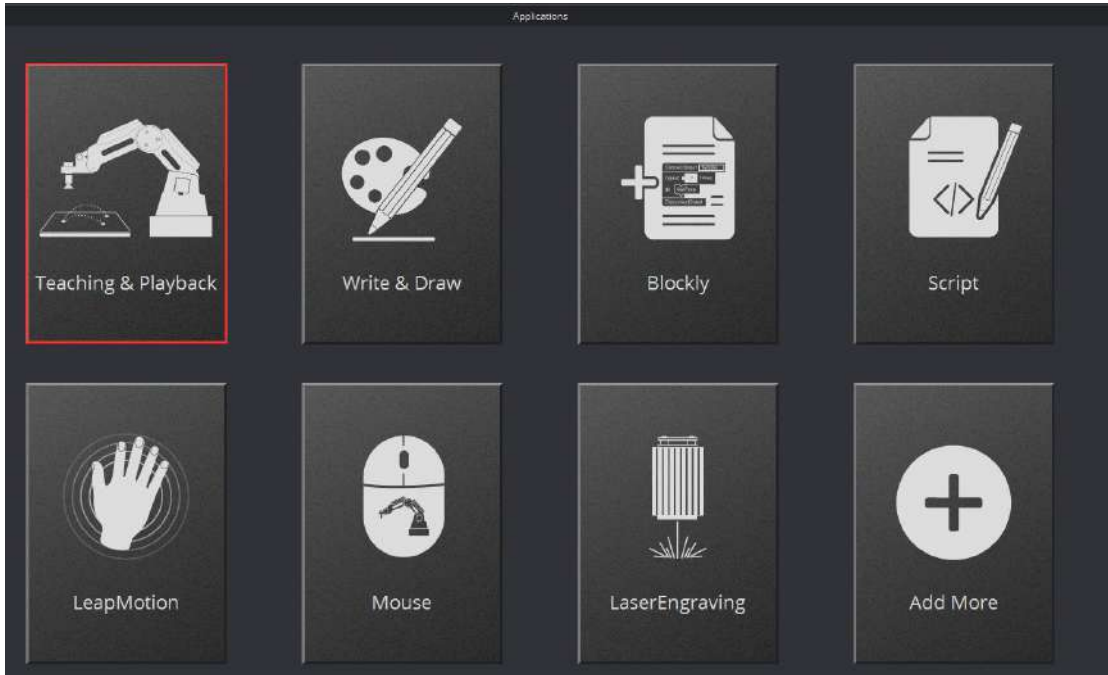 Applications
Teaching & Playback
Write & Draw
Blockly
Script
</>
LeapMotion
Mouse
LaserEngraving
Add More